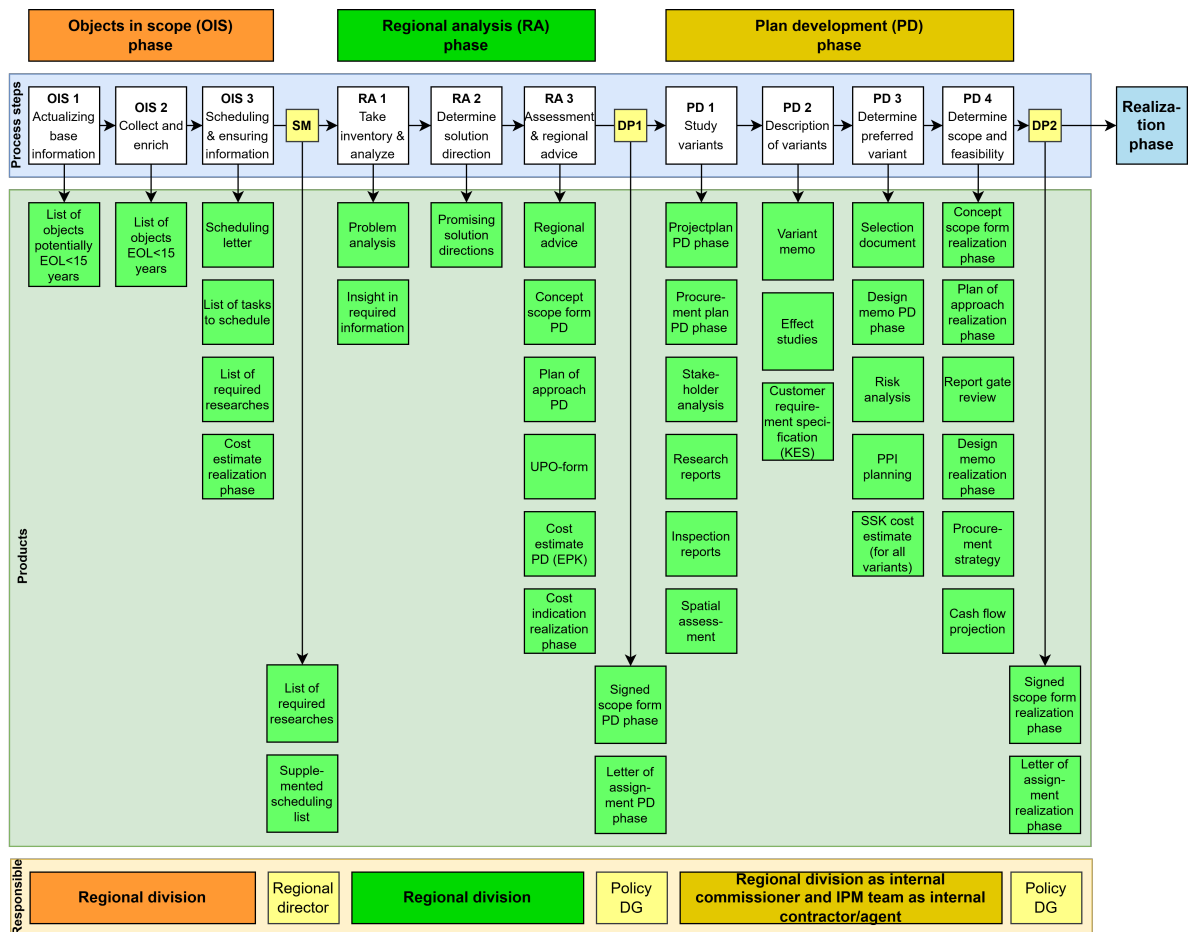 Objects in scope (OIS)
phase
Regional analysis (RA)
phase
Plan development (PD)
phase
Process steps
OIS 1
Actualizing
base
information
OIS 2
Collect and
enrich
OIS 3
Scheduling
& ensuring
information
SM
RA 1
Take
inventory &
analyze
RA 2
Determine
solution
direction
RA 3
Assessment
& regional
advice
DP1
PD 1
Study
variants
PD 2
Description
of variants
PD 3
Determine
preferred
variant
PD 4
Determine
scope and
feasibility
DP2
Realiza-
tion
phase
Products
List of
objects
potentially
EOL<15
years
List of
objects
EOL<15
years
Scheduling
letter
List of tasks
to schedule
List of
required
researches
Cost
estimate
realization
phase
List of
required
researches
Supple-
mented
scheduling
list
Problem
analysis
Insight in
required
information
Promising
solution
directions
Regional
advice
Concept
scope form
PD
Plan of
approach
PD
UPO-form
Cost
estimate
PD (EPK)
Cost
indication
realization
phase
Signed
scope form
PD phase
Letter of
assign-
ment PD
phase
Projectplan
PD phase
Procure-
ment plan
PD phase
Stake-
holder
analysis
Research
reports
Inspection
reports
Spatial
assess-
ment
Variant
memo
Effect
studies
Customer
require-
ment speci-
fication
(KES)
Selection
document
Design
memo PD
phase
Risk
analysis
PPI
planning
SSK cost
estimate
(for all
variants)
Concept
scope form
realization
phase
Plan of
approach
realization
phase
Report gate
review
Design
memo
realization
phase
Procure-
ment
strategy
Cash flow
projection
Signed
scope form
realization
phase
Letter of
assign-
ment
realization
phase
Responsible
Regional division
Regional
director
Regional division
Policy
DG
Regional division as internal
commissioner and IPM team as internal
contractor/agent
Policy
DG